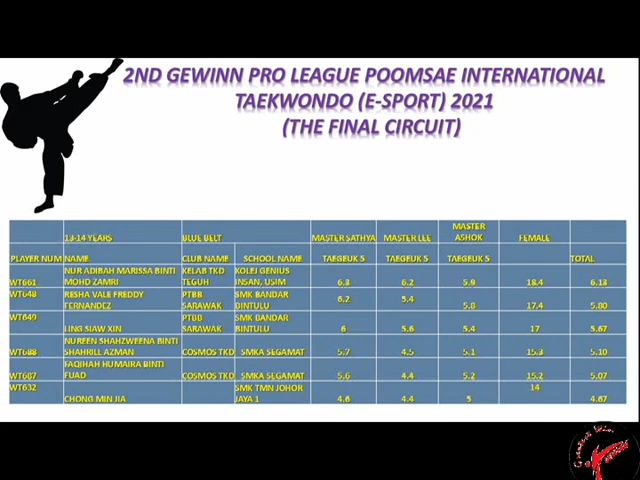 2ND GEWINN PRO LEAGUE POOMSAE INTERNATIONAL
TAEKWONDO (E-SPORT) 2021
(THE FINAL CIRCUIT)
13-14 YEARS BLUE BELT MASTER SATHYA MASTER LEE MASTER ASHOK FEMALE
PLAYER NUM NAME CLUB NAME SCHOOL NAME TAEGEUK 5 TAEGEUK 5 TAEGEUK 5 TOTAL
WT661 NUR ADIBAH MARISSA BINTI MOHD ZAMRI KELAB TKD TEGUH KOLEJ GENIUS INSAN, USIM 6.3 6.2 5.9 18.4 6.13
WT648 RESHA VALE FREDDY FERNANDEZ PTBB SARAWAK SMK BANDAR BINTULU 6.2 5.4 5.8 17.4 5.80
WT649 LING SIAW XIN PTBB SARAWAK SMK BANDAR BINTULU 6 5.6 5.4 17 5.67
WT688 NUREEN SHAHZWEENA BINTI SHAHRILL AZMAN COSMOS TKD SMKA SEGAMAT 5.7 4.5 5.1 15.3 5.10
WT687 FAQIHAH HUMAIRA BINTI FUAD COSMOS TKD SMKA SEGAMAT 5.6 4.4 5.2 15.2 5.07
WT632 CHONG MIN JIA SMK TMN JOHOR JAYA 1 4.6 4.4 5 14 4.67